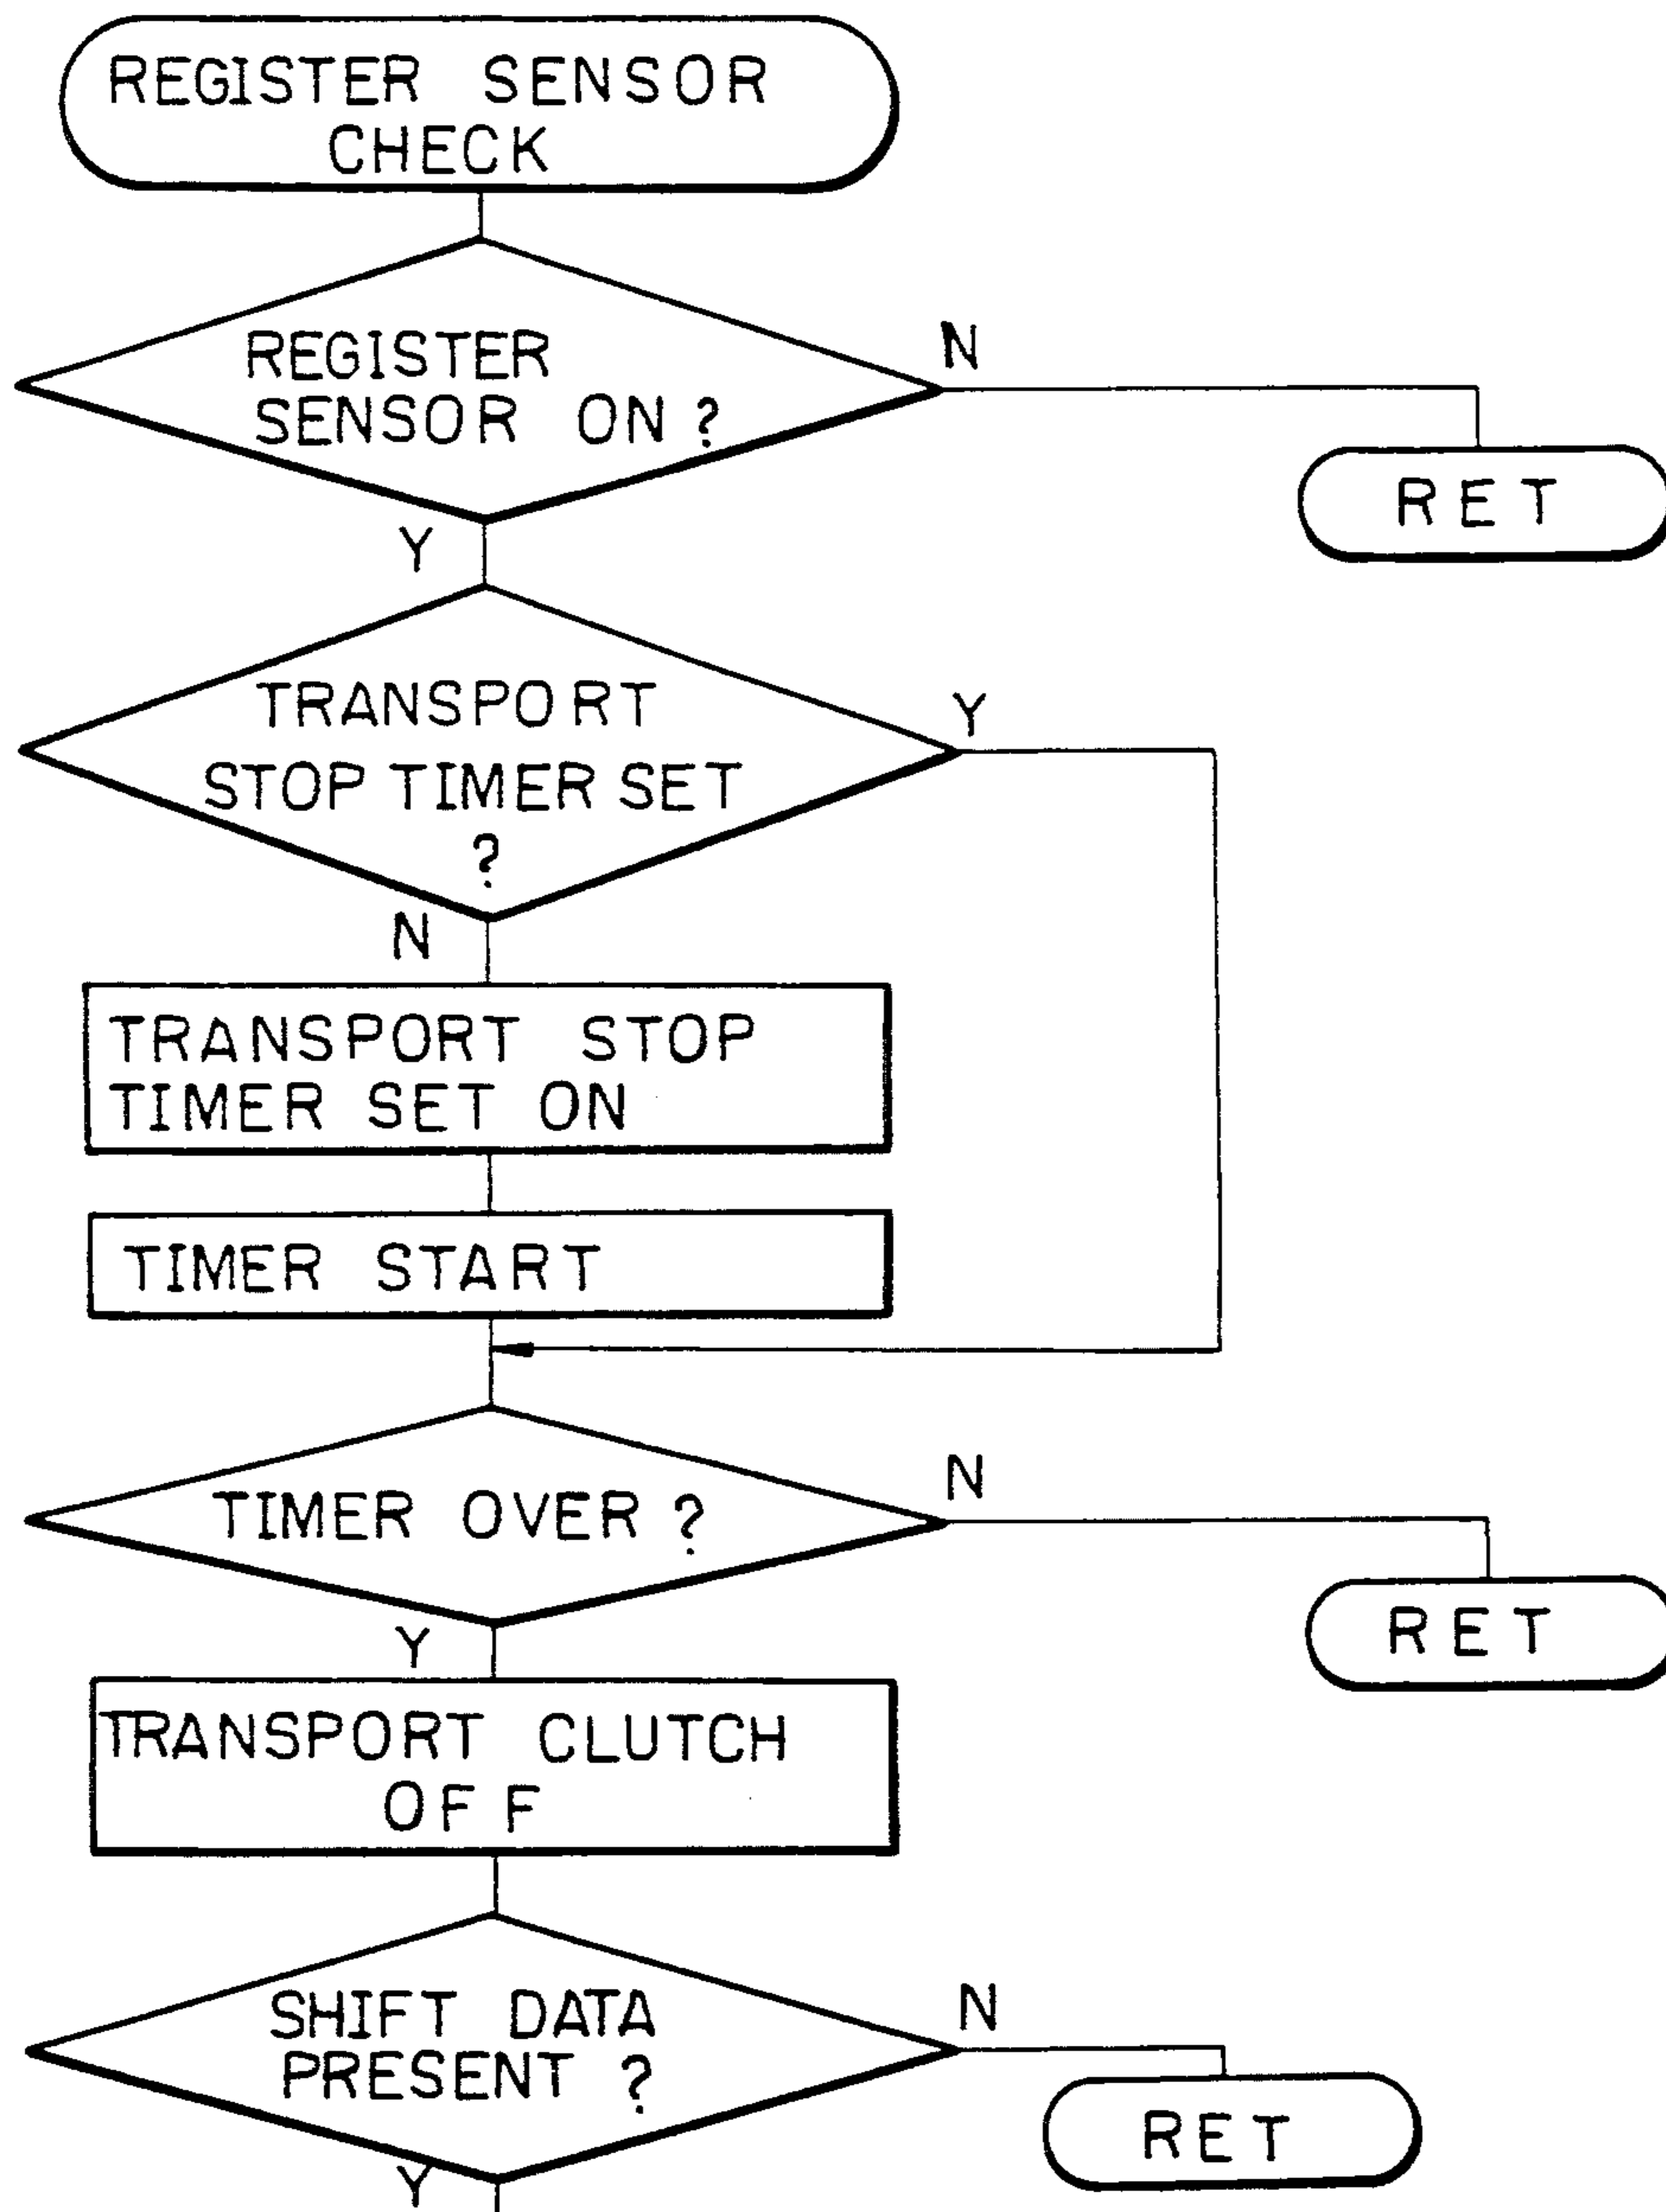 REGISTER SENSOR
CHECK
REGISTER
SENSOR ON ?
N
RET
Y
TRANSPORT
STOP TIMER SET
?
Y
N
TRANSPORT STOP
TIMER SET ON
TIMER START
TIMER OVER ?
N
RET
Y
TRANSPORT CLUTCH
OFF
SHIFT DATA
PRESENT ?
N
RET
Y